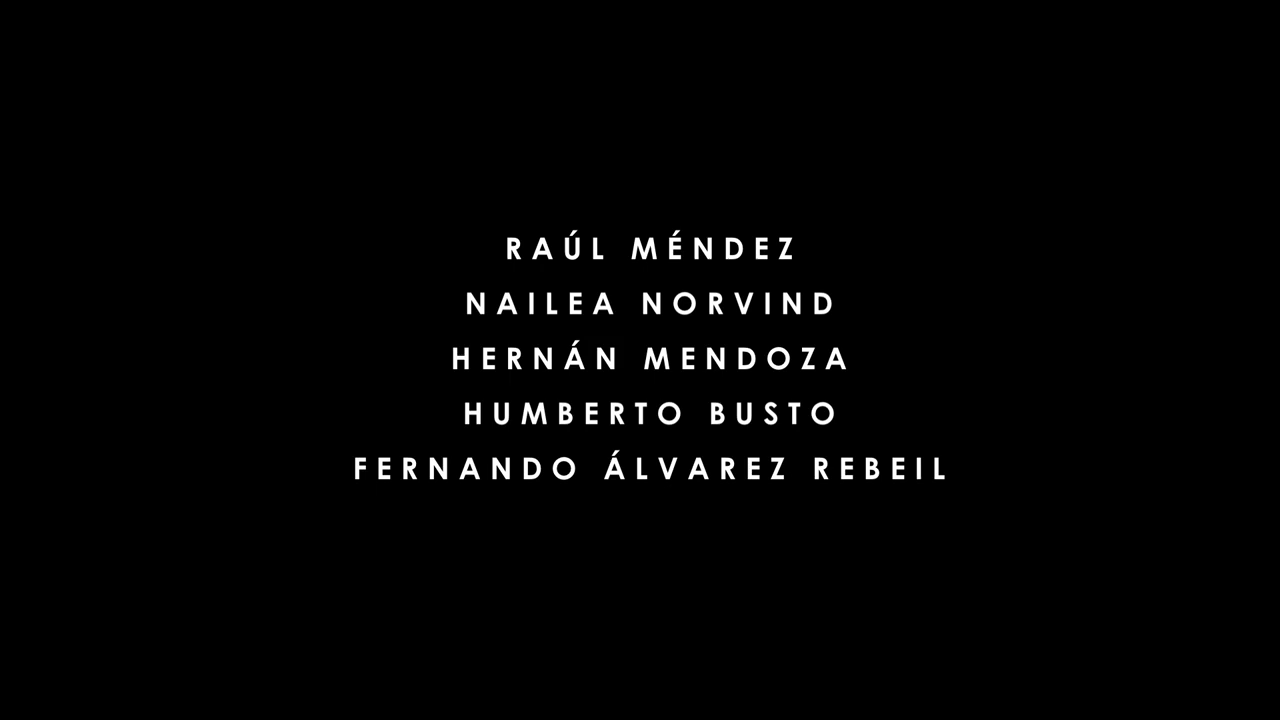 RAÚL MÉNDEZ
NAILEA NORVIND
HERNÁN MENDOZA
HUMBERTO BUSTO
FERNANDO ÁLVAREZ REBEIL